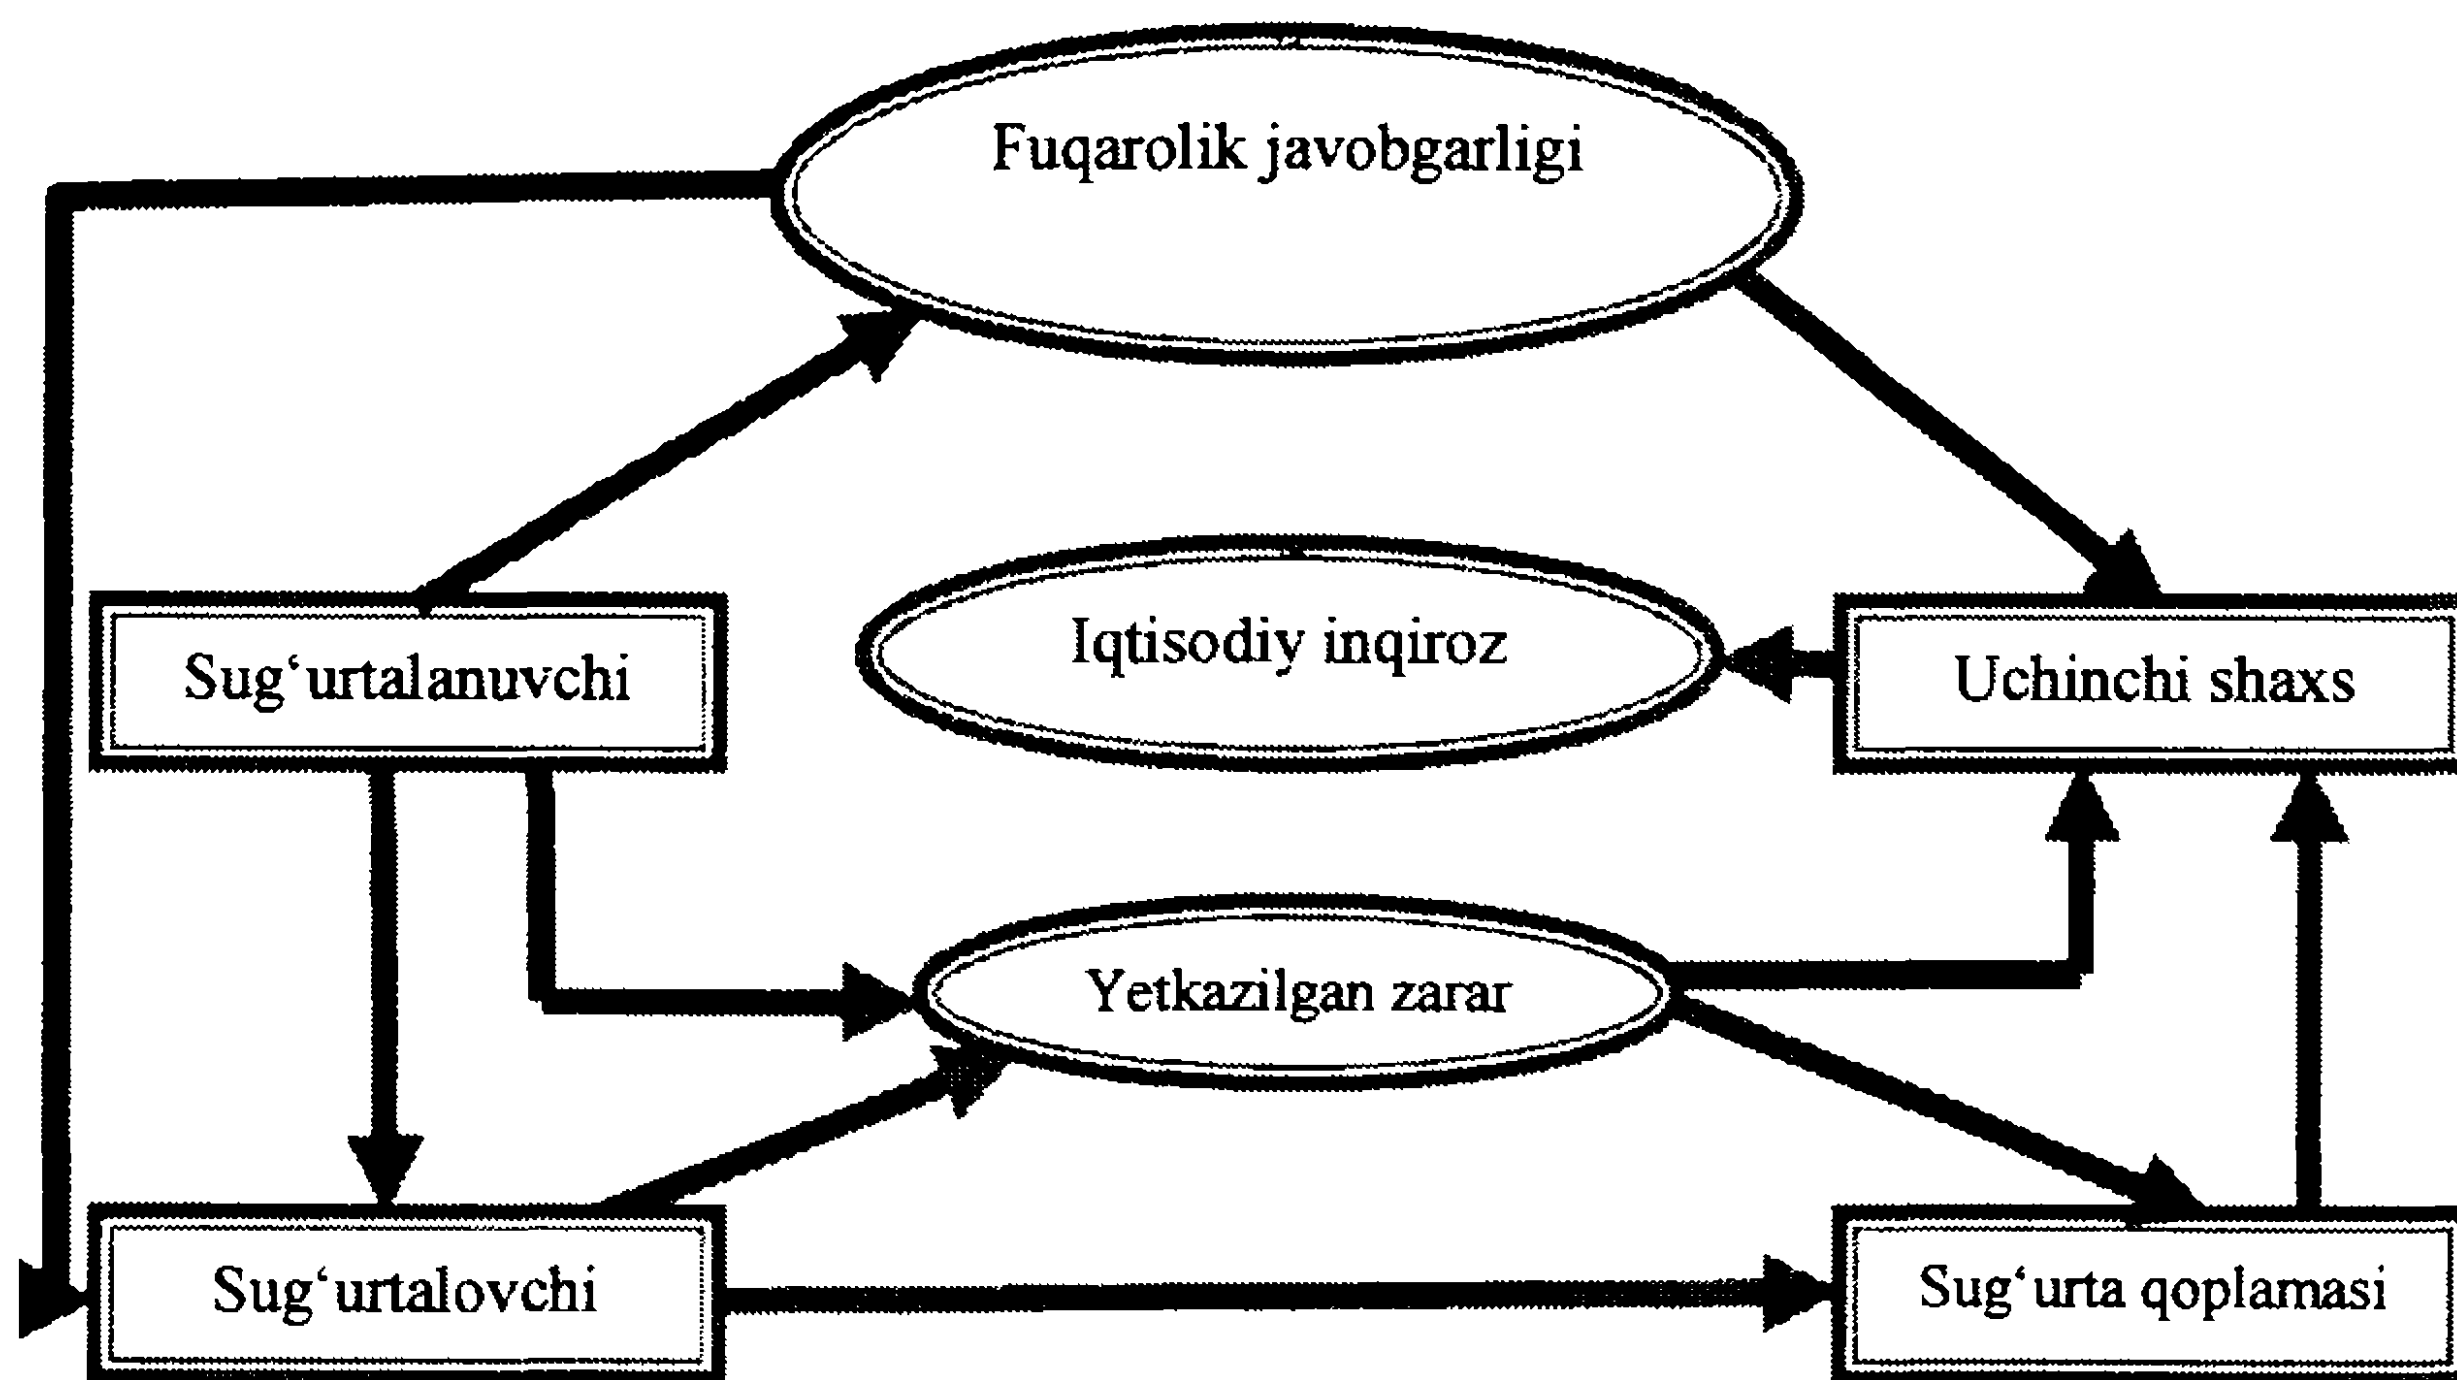 Fuqarolik javobgarligi
Iqtisodiy inqiroz
Sug‘urtalanuvchi
Uchinchi shaxs
Yetkazilgan zarar
Sug‘urtalovchi
Sug‘urta qoplamasi